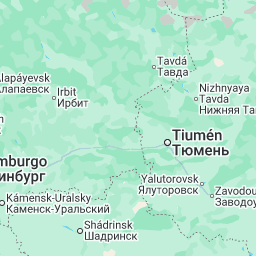 Tavdá
Тавда
Alapáyevsk
Алапаевск
Irbit
Ирбит
Nizhnyaya
Tavda
Нижняя Та
Tiumén
Тюмень
mburgo
инбург
Yalutorovsk
Ялуторовск
Zavodou
Заводоу
Kámensk-Urálsky
Каменск-Уральский
Shádrinsk
Шадринск